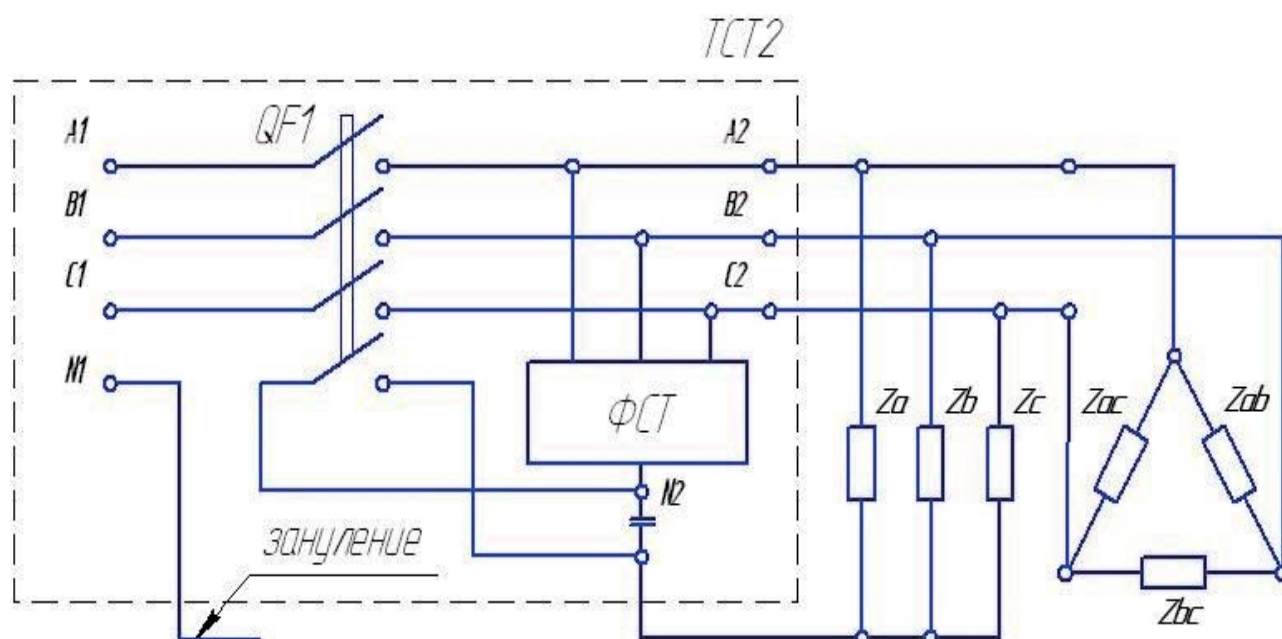 ТСТ2
QF1
A1
A2
B1
B2
C1
C2
N1
ФСТ
Za
Zb
Zc
Zac
Zab
N2
зануление
Zbc